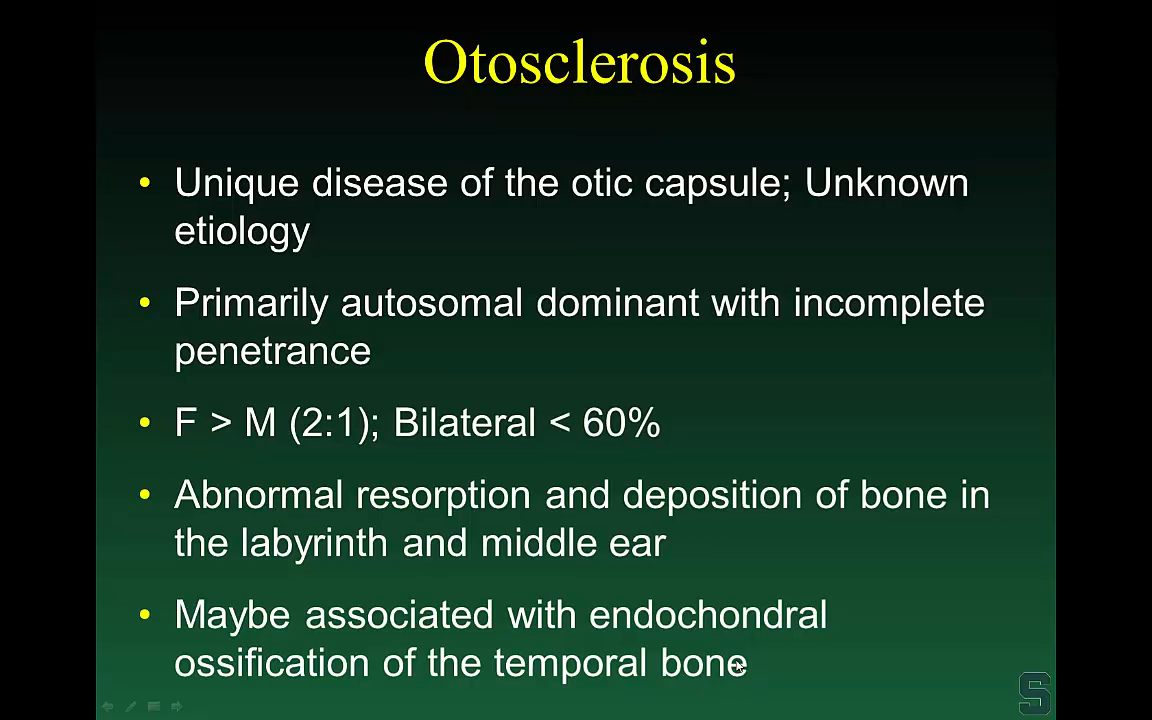 Otosclerosis
• Unique disease of the otic capsule; Unknown
etiology
• Primarily autosomal dominant with incomplete
penetrance
• F > M (2:1); Bilateral < 60%
• Abnormal resorption and deposition of bone in
the labyrinth and middle ear
• Maybe associated with endochondral
ossification of the temporal bone
S